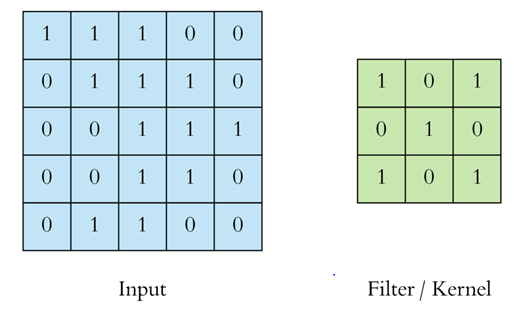 1 1 1 0 0
0 1 1 1 0
0 0 1 1 1
0 0 1 1 0
0 1 1 0 0
Input
1 0 1
0 1 0
1 0 1
Filter / Kernel